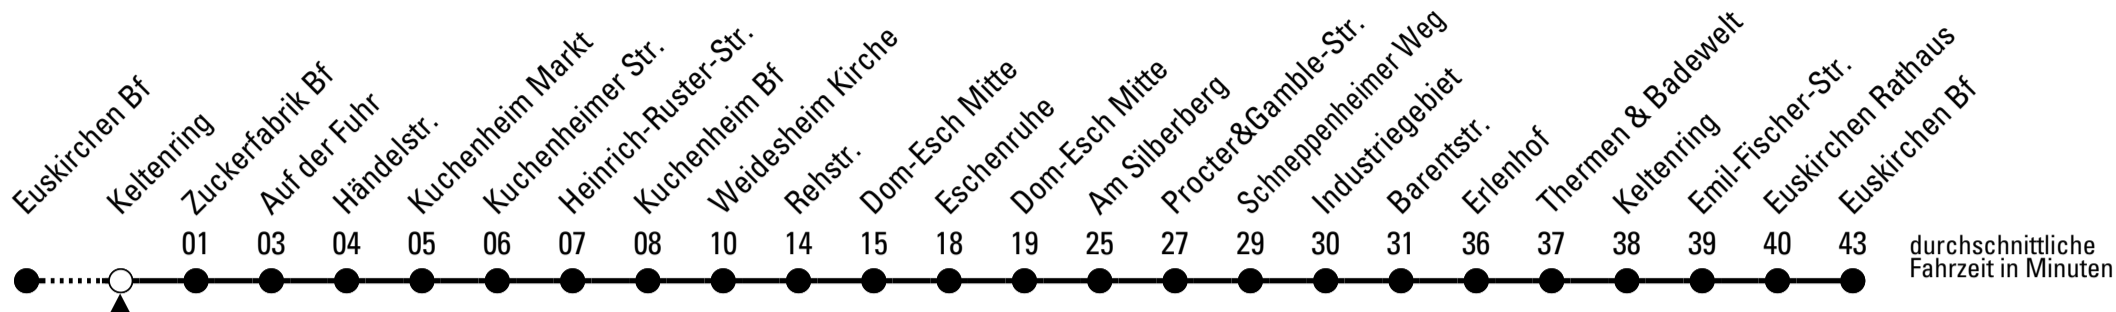 Euskirchen Bf
Keltenring
Zuckerfabrik Bf
Auf der Fuhr
Händelstr.
Kuchenheim Markt
Kuchenheimer Str.
Heinrich-Ruster-Str.
Kuchenheim Bf
Weidesheim Kirche
Rehstr.
Dom-Esch Mitte
Eschenruhe
Dom-Esch Mitte
Am Silberberg
Procter&Gamble-Str.
Schneppenheimer Weg
Industriegebiet
Barentstr.
Erlenhof
Thermen & Badewelt
Keltenring
Emil-Fischer-Str.
Euskirchen Rathaus
Euskirchen Bf
01 03 04 05 06 07 08 10 14 15 18 19 25 27 29 30 31 36 37 38 39 40 43
durchschnittliche
Fahrzeit in Minuten